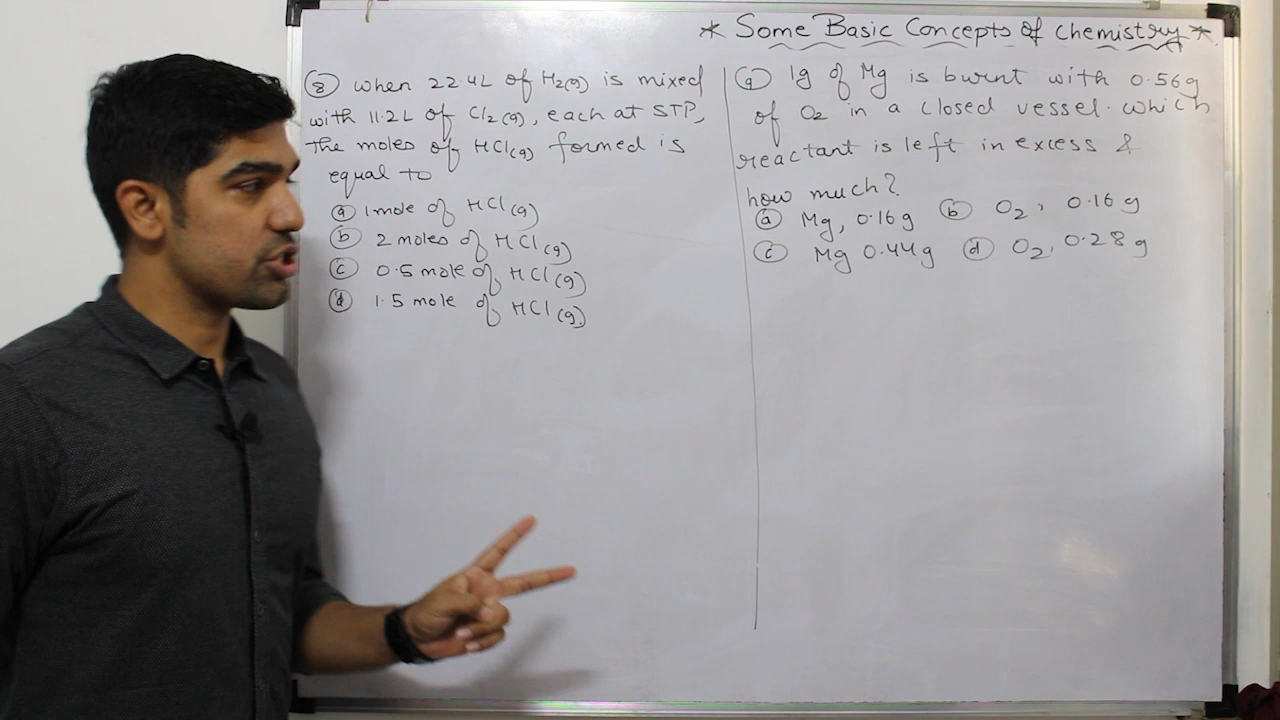 * Some Basic Concepts of Chemistry *
⑧ when 22.4L of H2(g) is mixed
with 11.2L of Cl2(g), each at STP,
the moles of HCl(g) formed is
equal to
ⓐ 1 mole of HCl(g)
ⓑ 2 moles of HCl(g)
ⓒ 0.5 mole of HCl(g)
ⓓ 1.5 mole of HCl(g)
⑨ 1g of Mg is burnt with 0.56g
of O2 in a closed vessel. which
reactant is left in excess &
how much?
ⓐ Mg, 0.16g ⓑ O2, 0.16g
ⓒ Mg 0.44g ⓓ O2, 0.28g